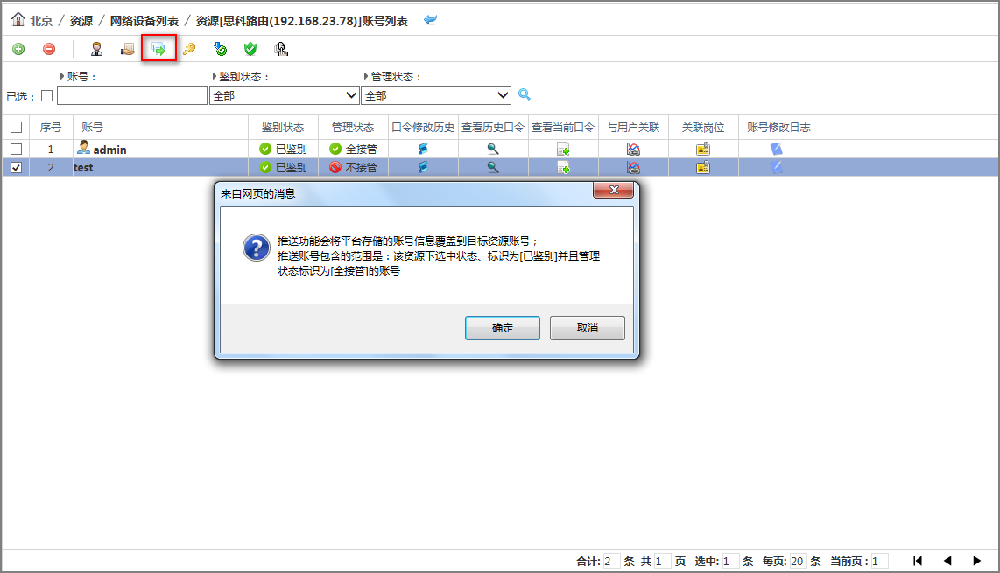 北京 / 资源 / 网络设备列表 / 资源[思科路由(192.168.23.78)]账号列表
账号： 鉴别状态： 管理状态：
已选： 全部 全部
序号 账号 鉴别状态 管理状态 口令修改历史 查看历史口令 查看当前口令 与用户关联 关联岗位 账号修改日志
1 admin 已鉴别 全接管
2 test 已鉴别 不接管
来自网页的消息
推送功能会将平台存储的账号信息覆盖到目标资源账号；
推送账号包含的范围是：该资源下选中状态、标识为[已鉴别]并且管理
状态标识为[全接管]的账号
确定 取消
合计: 2 条 共 1 页 选中: 1 条 每页: 20 条 当前页： 1